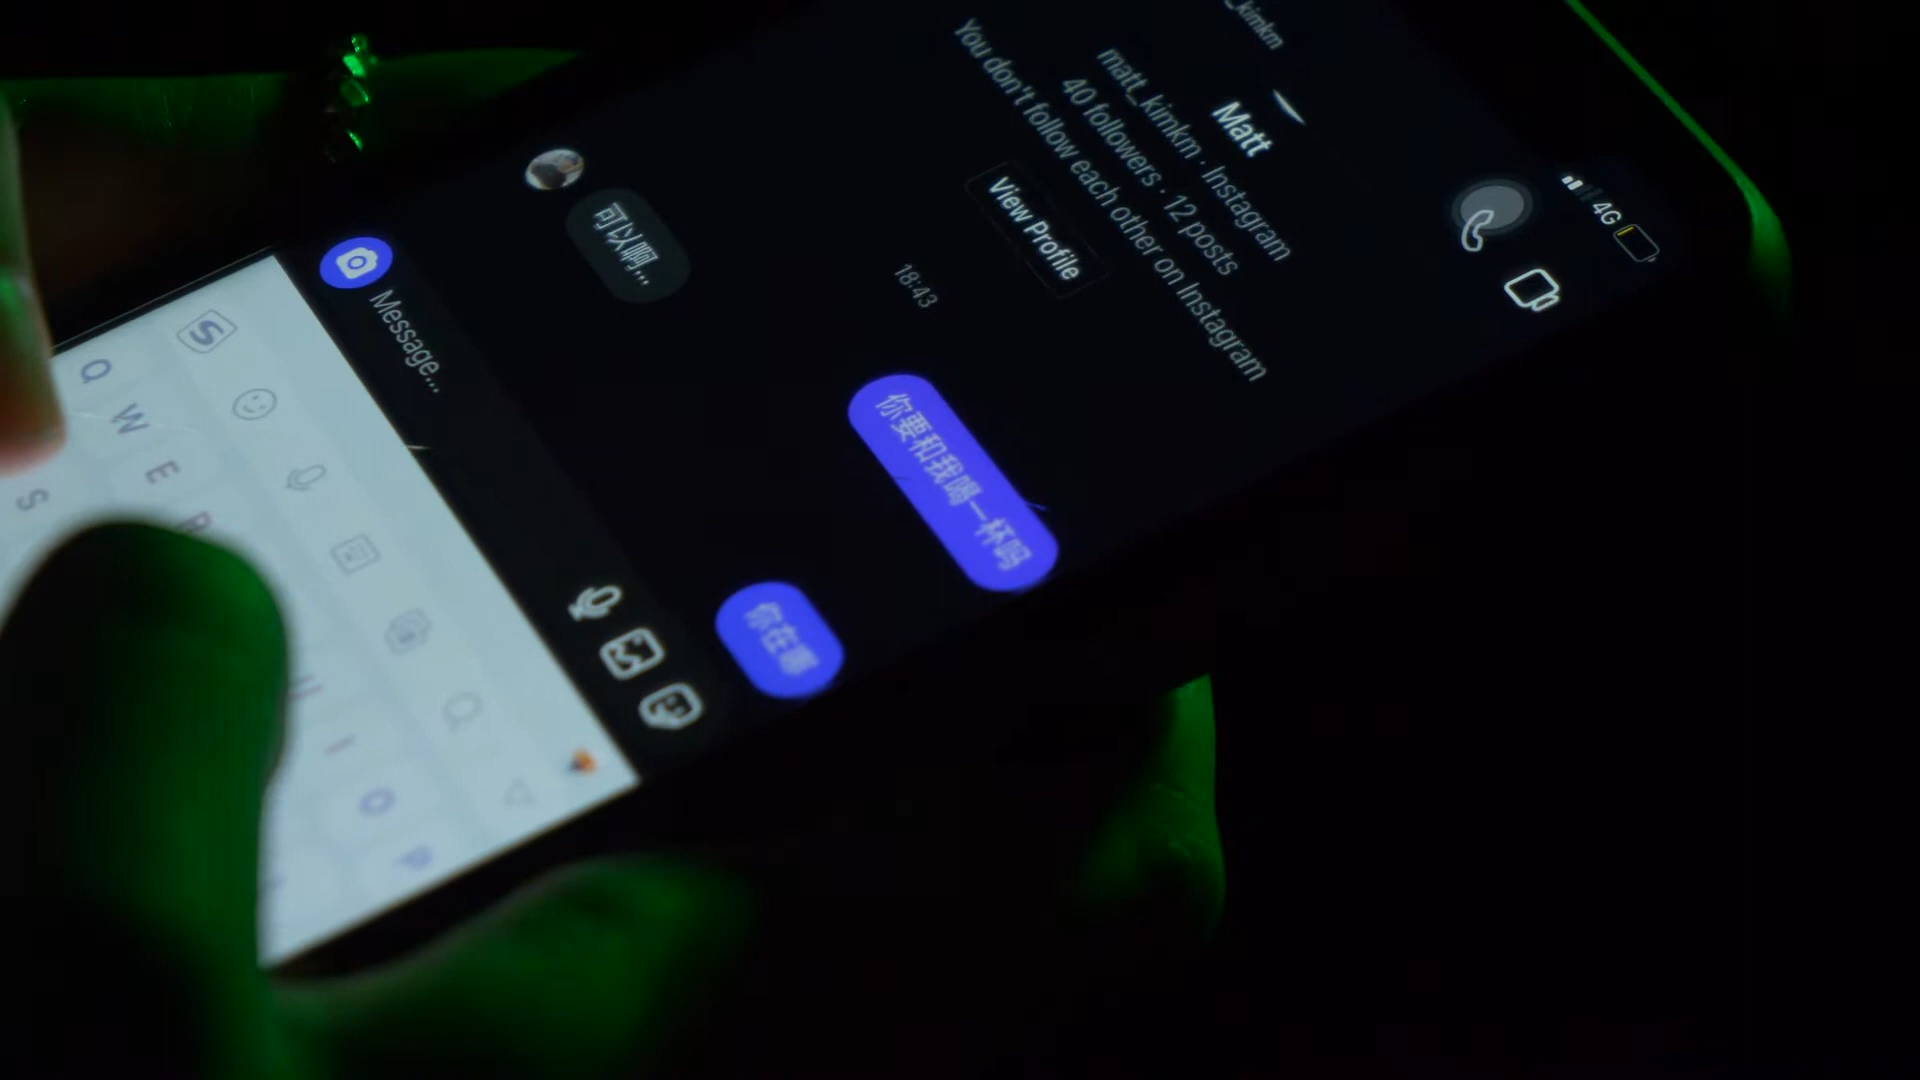 _kimkm
4G
Matt
matt_kimkm · Instagram
40 followers · 12 posts
You don't follow each other on Instagram
View Profile
18:43
你要和我喝一杯吗
你在哪
可以啊...
Message...
Q W E R U I O P
S